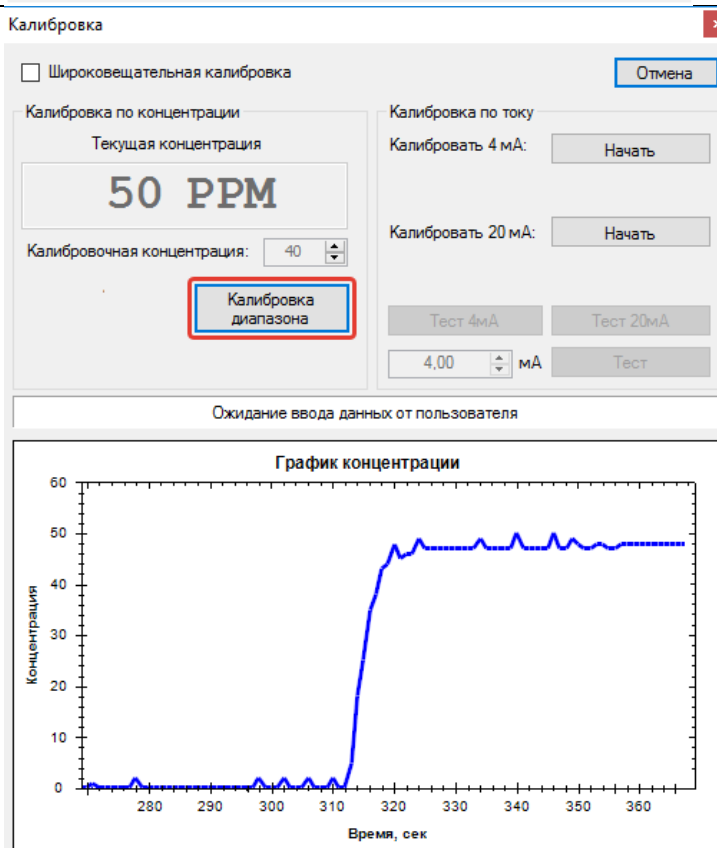 Калибровка
Широковещательная калибровка
Отмена
Калибровка по концентрации
Текущая концентрация
50 PPM
Калибровочная концентрация: 40
Калибровка
диапазона
Калибровка по току
Калибровать 4 мА: Начать
Калибровать 20 мА: Начать
Тест 4мА Тест 20мА
4,00 мА Тест
Ожидание ввода данных от пользователя
График концентрации
60
50
40
30
20
10
0
Концентрация
280 290 300 310 320 330 340 350 360
Время, сек